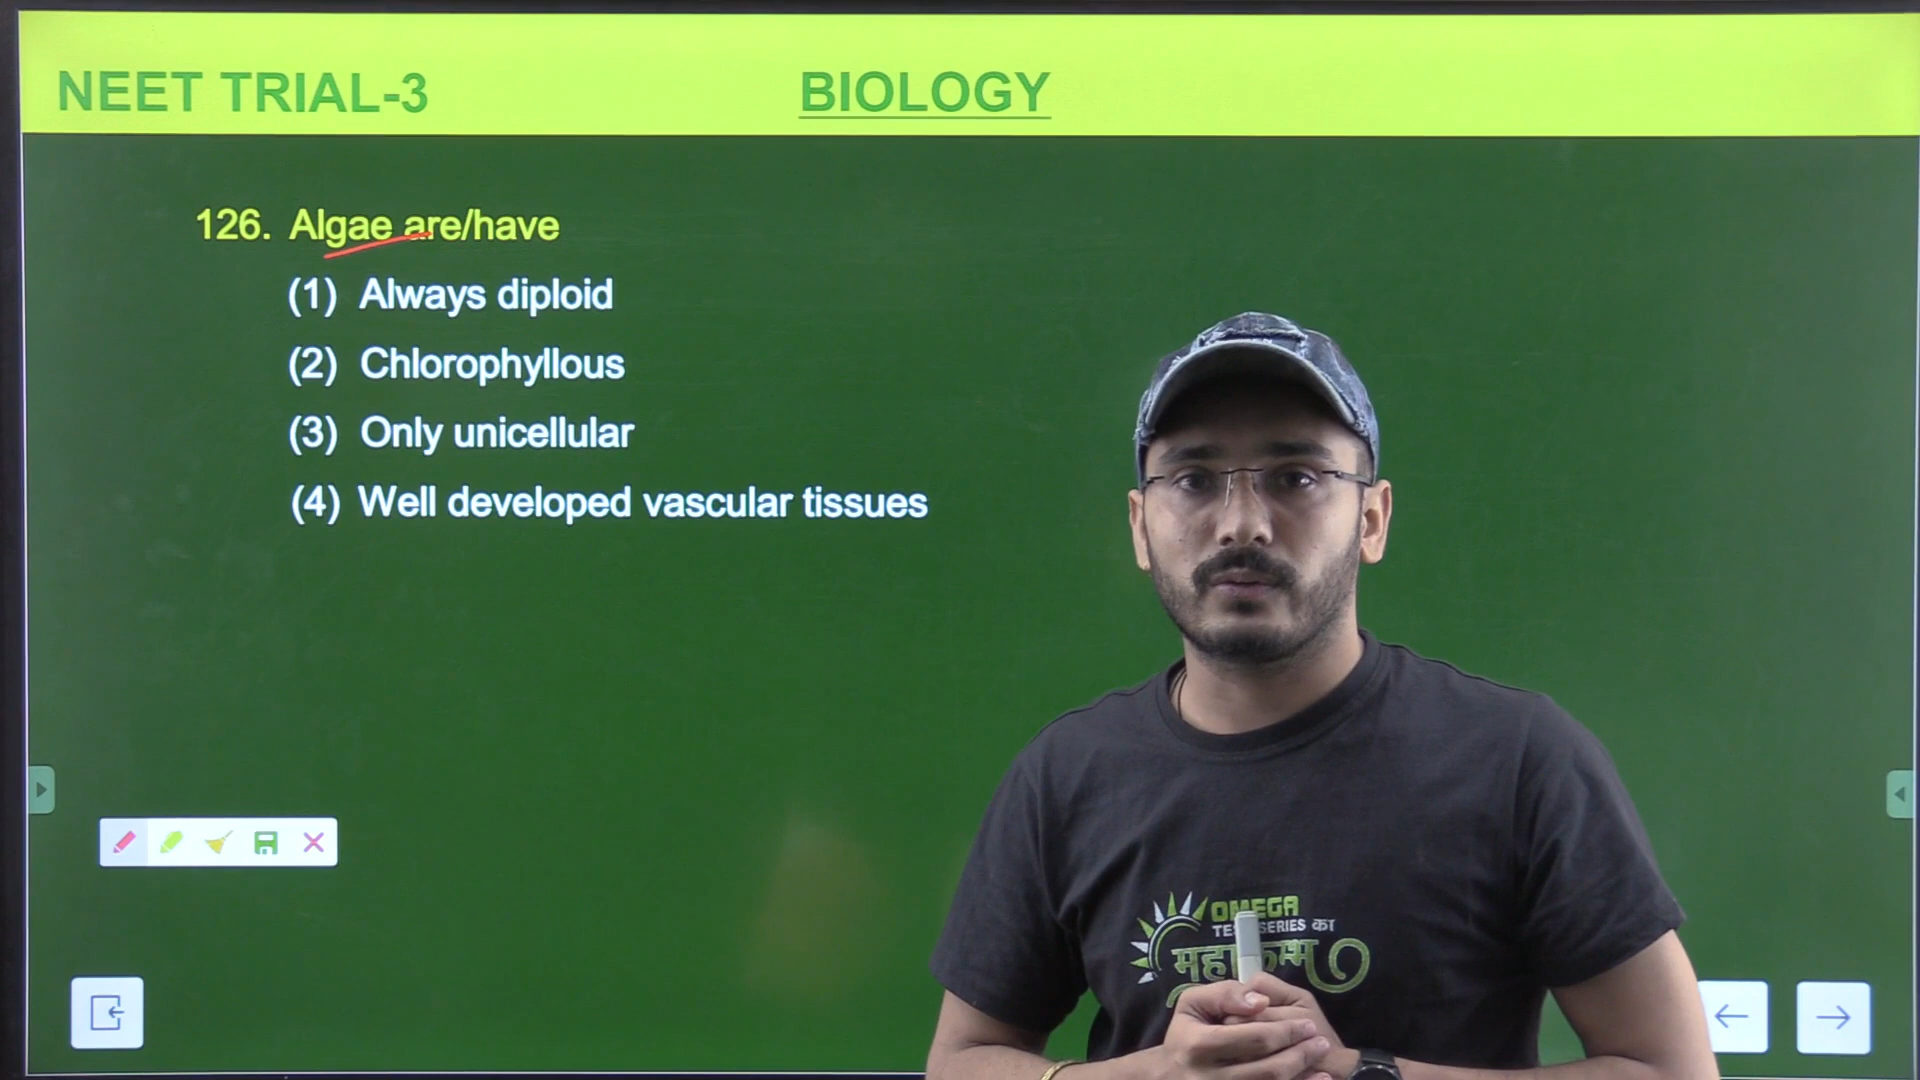 NEET TRIAL-3
BIOLOGY
126. Algae are/have
(1) Always diploid
(2) Chlorophyllous
(3) Only unicellular
(4) Well developed vascular tissues
OMEGA
SERIES का